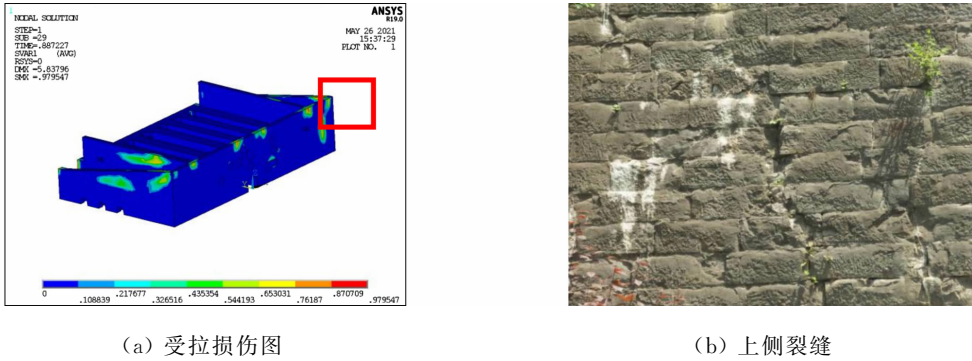 1
NODAL SOLUTION
STEP=1
SUB =29
TIME=.887227
SVAR1 (AVG)
RSYS=0
DMX =5.83796
SMX =.979547
ANSYS
R19.0
MAY 26 2021
15:37:29
PLOT NO. 1
0 .217677 .435354 .653031 .870709
.108839 .326516 .544193 .76187 .979547
(a) 受拉损伤图
(b) 上侧裂缝